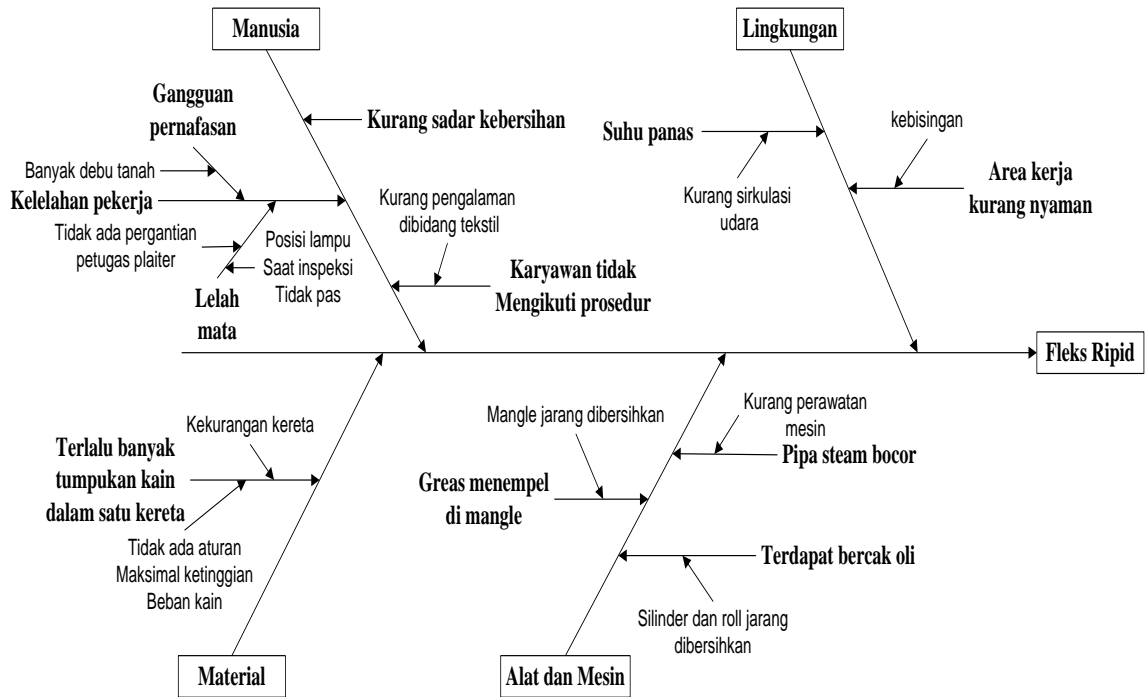 Manusia
Lingkungan
Gangguan
pernafasan
Kurang sadar kebersihan
Banyak debu tanah
Kelelahan pekerja
Tidak ada pergantian
petugas plaiter
Posisi lampu
Saat inspeksi
Tidak pas
Lelah
mata
Kurang pengalaman
dibidang tekstil
Karyawan tidak
Mengikuti prosedur
Suhu panas
Kurang sirkulasi
udara
kebisingan
Area kerja
kurang nyaman
Fleks Ripid
Kekurangan kereta
Terlalu banyak
tumpukan kain
dalam satu kereta
Tidak ada aturan
Maksimal ketinggian
Beban kain
Mangle jarang dibersihkan
Greas menempel
di mangle
Kurang perawatan
mesin
Pipa steam bocor
Terdapat bercak oli
Silinder dan roll jarang
dibersihkan
Material
Alat dan Mesin